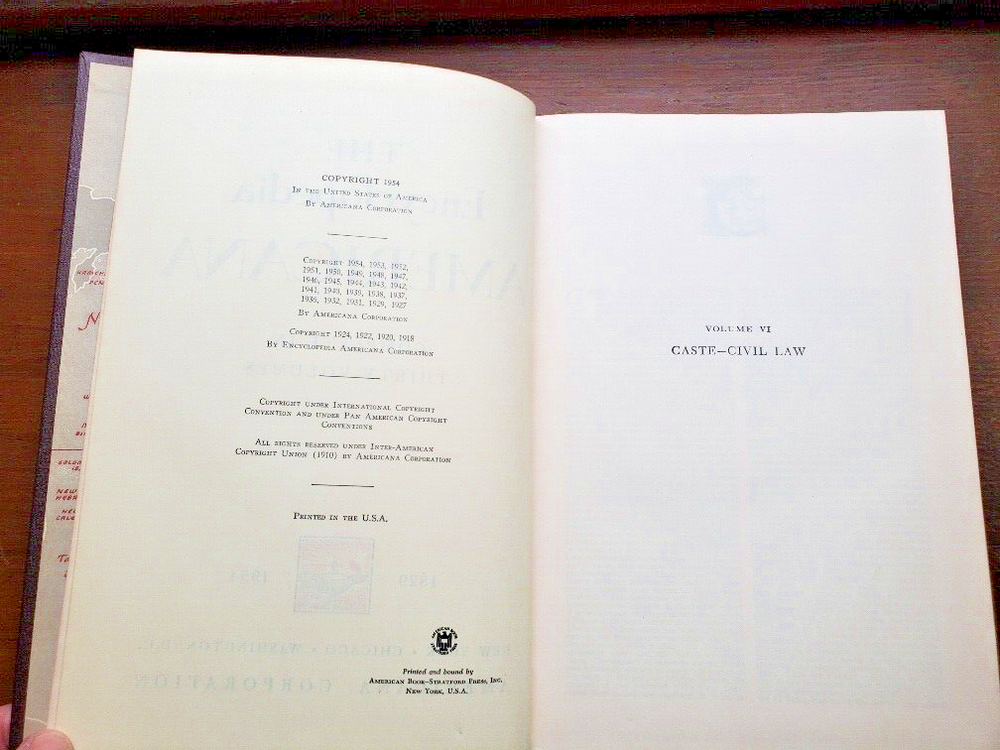 COPYRIGHT 1954
IN THE UNITED STATES OF AMERICA
BY AMERICANA CORPORATION
COPYRIGHT 1954, 1953, 1952,
1951, 1950, 1949, 1948, 1947,
1946, 1945, 1944, 1943, 1942,
1941, 1940, 1939, 1938, 1937,
1936, 1932, 1931, 1929, 1927
BY AMERICANA CORPORATION
COPYRIGHT 1924, 1922, 1920, 1918
BY ENCYCLOPEDIA AMERICANA CORPORATION
COPYRIGHT UNDER INTERNATIONAL COPYRIGHT
CONVENTION AND UNDER PAN AMERICAN COPYRIGHT
CONVENTIONS
ALL RIGHTS RESERVED UNDER INTER-AMERICAN
COPYRIGHT UNION (1910) BY AMERICANA CORPORATION
PRINTED IN THE U.S.A.
Printed and bound by
AMERICAN BOOK–STRATFORD PRESS, INC.
NEW YORK, U.S.A.
VOLUME VI
CASTE–CIVIL LAW